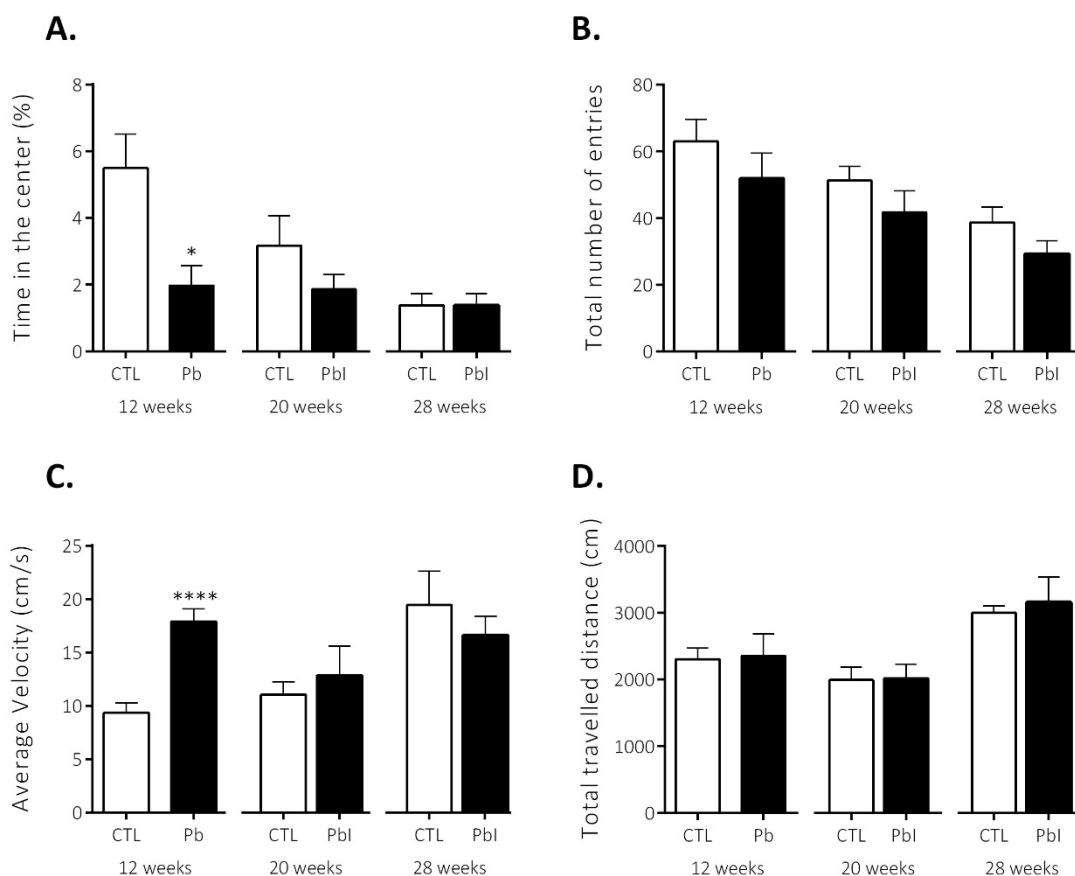 A.
Time in the center (%)
8
6
4
2
0
*
CTL Pb CTL PbI CTL PbI
12 weeks 20 weeks 28 weeks
B.
Total number of entries
80
60
40
20
0
CTL Pb CTL PbI CTL PbI
12 weeks 20 weeks 28 weeks
C.
Average Velocity (cm/s)
25
20
15
10
5
0
****
CTL Pb CTL PbI CTL PbI
12 weeks 20 weeks 28 weeks
D.
Total travelled distance (cm)
4000
3000
2000
1000
0
CTL Pb CTL PbI CTL PbI
12 weeks 20 weeks 28 weeks